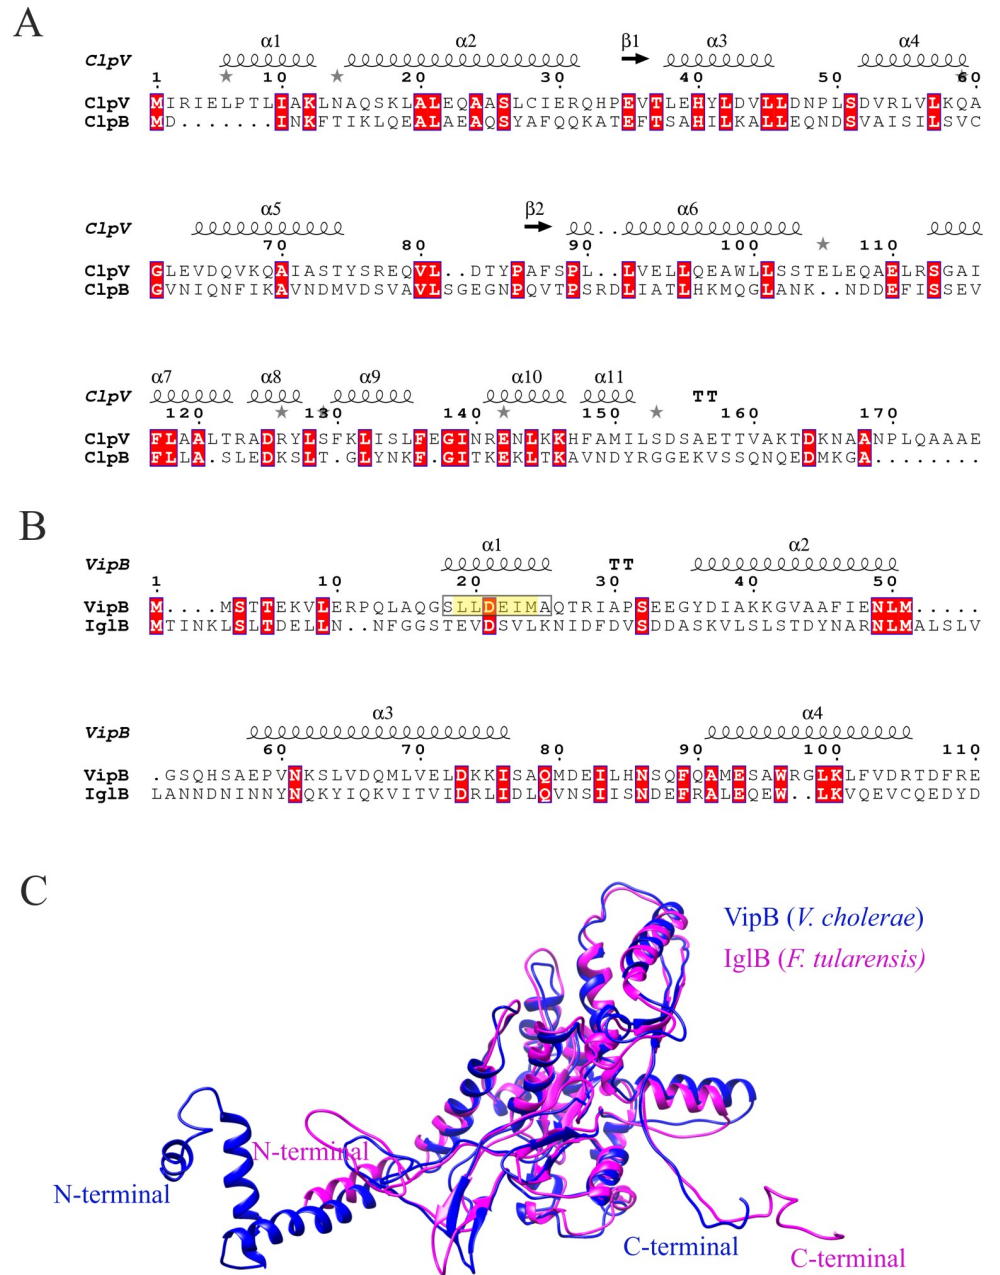 A
α1 α2 β1 α3 α4
ClpV
1 10 20 30 40 50 60
ClpV MIRIELPTLIAKLNAQSKLALEQAASLCIERQHPEVTLEHYLDVLLDNPLSDVRLVLKQA
ClpB MD.......INKFTIKLQEALAEAQSYAFQQKATEFTSAHILKALLEQNDSVAISILSVC
α5 β2 α6
ClpV
70 80 90 100 110
ClpV GLEVDQVKQAIASTYSREQVL..DTYPAFSPL..LVELLQEAWLLSSTELEQAELRSGAI
ClpB GVNIQNFIKAVNDMVDSVAVLSGEGNPQVTPSRDLIATLHKMQGLANK..NDDEFISSEV
α7 α8 α9 α10 α11
ClpV TT
120 130 140 150 160 170
ClpV FLAALTRADRYLSFKLISLFEGINRENLKKHFAMILSDSAETTVAKTDKNAANPLQAAAE
ClpB FLLA.SLEDKSLT.GLYNKF.GITKEKLTKAVNDYRGGEKVSSQNQEDMKGA........
B
α1 α2
VipB TT
1 10 20 30 40 50
VipB M....MSTTEKVLERPQLAQGSLLDEIMAQTRIAPSEEGYDIAKKGVAAFIENLM.....
IglB MTINKLSLTDELLN..NFGGSTEVDSVLKNIDFDVSDDASKVLSLSTDYNARNLMALSLV
α3 α4
VipB
60 70 80 90 100 110
VipB .GSQHSAEPVNKSLVDQMLVELDKKISAQMDEILHNSQFQAMESAWRGLKLFVDRTDFRE
IglB LANNDNINNYNQKYIQKVITVIDRLIDLQVNSIISNDEFRALEQEW..LKVQEVCQEDYD
C
VipB (V. cholerae)
IglB (F. tularensis)
N-terminal
N-terminal
C-terminal
C-terminal